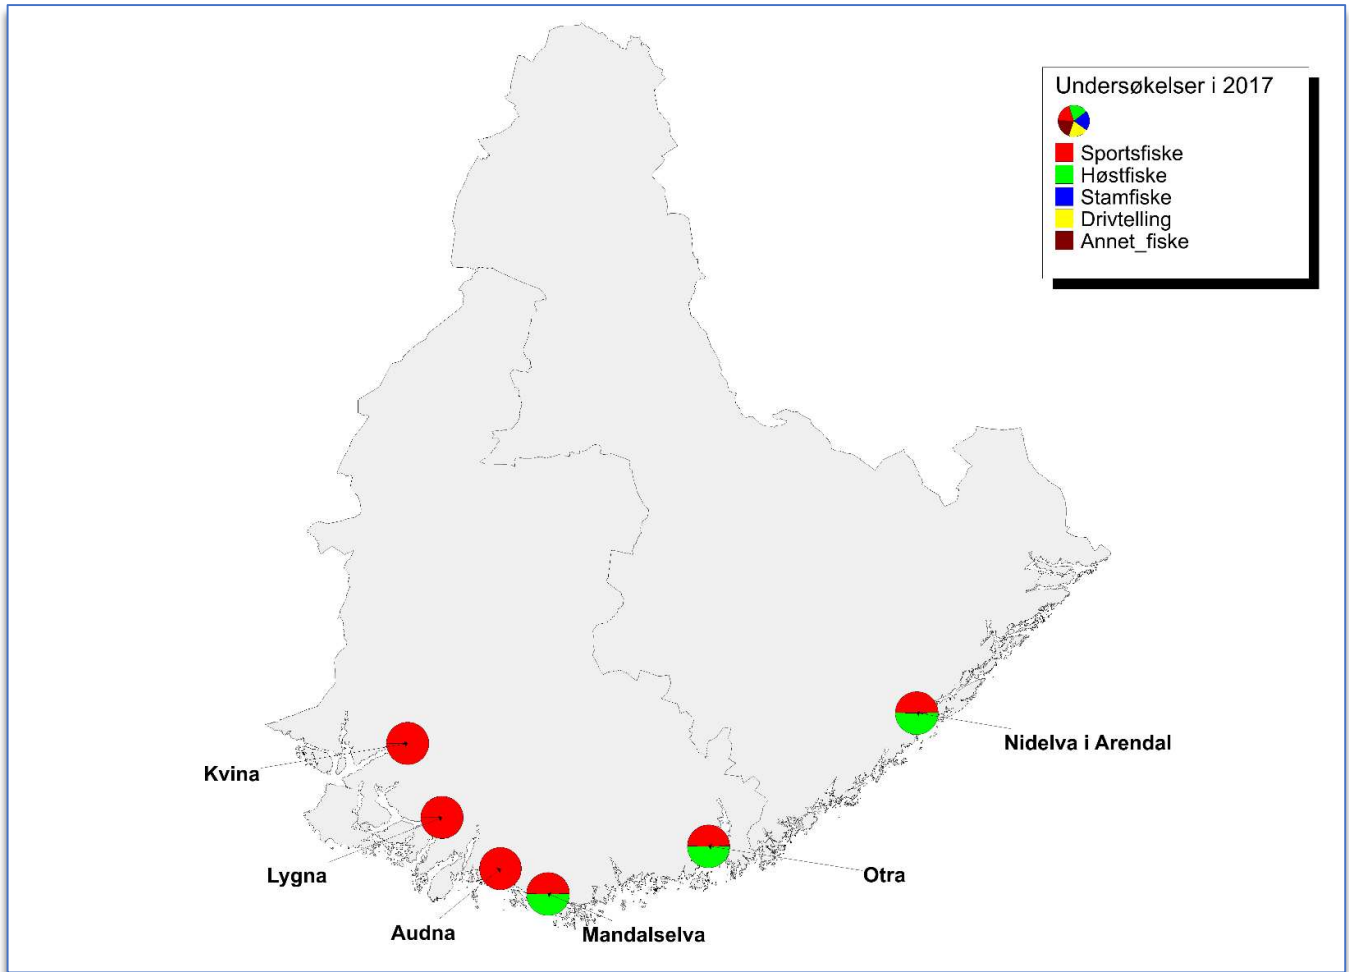 Undersøkelser i 2017
Sportsfiske
Høstfiske
Stamfiske
Drivtelling
Annet_fiske
Nidelva i Arendal
Kvina
Lygna
Otra
Audna
Mandalselva